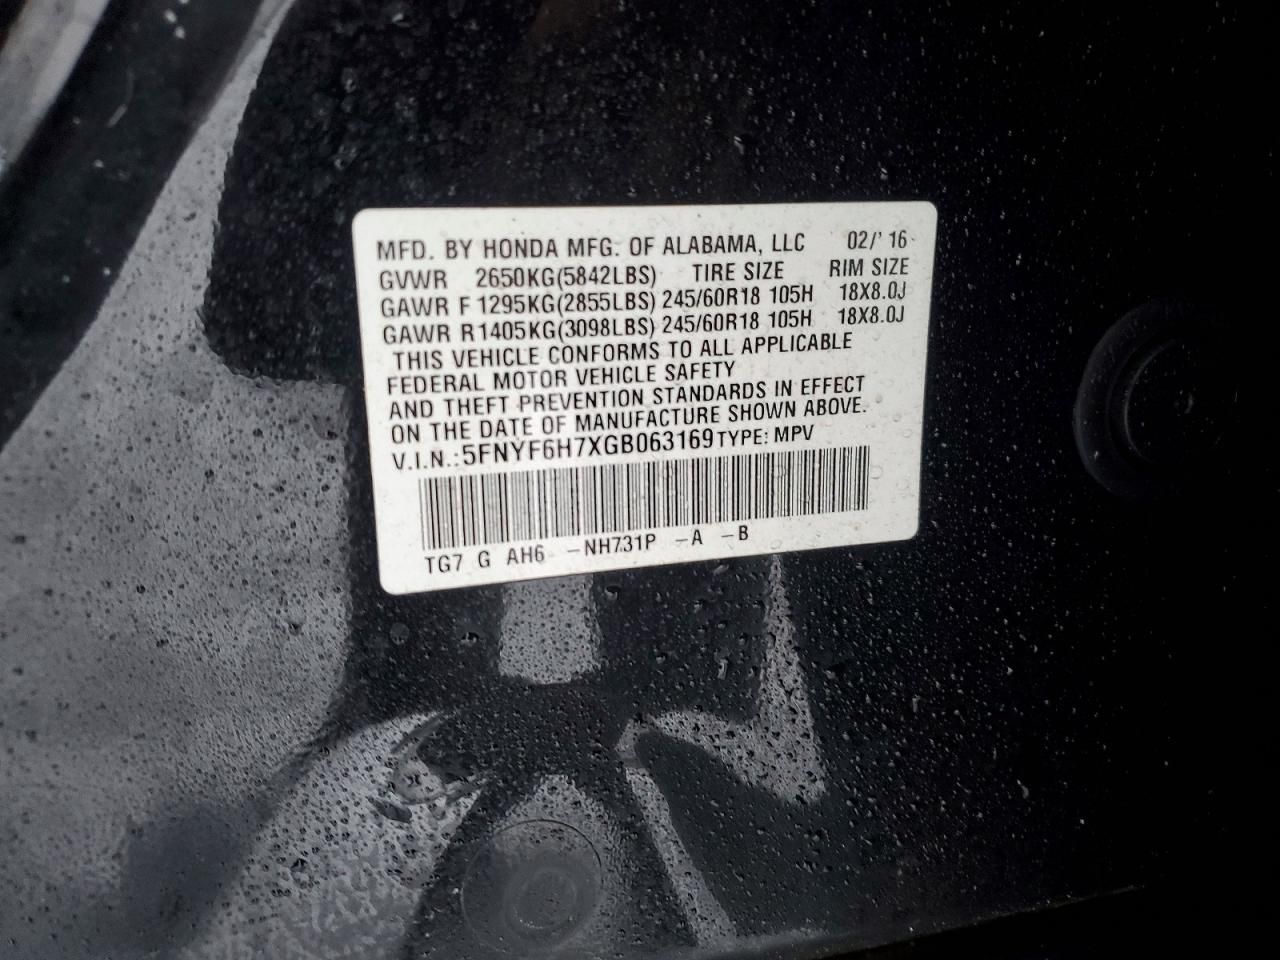 MFD. BY HONDA MFG. OF ALABAMA, LLC 02/' 16
GVWR 2650KG(5842LBS) TIRE SIZE RIM SIZE
GAWR F 1295KG(2855LBS) 245/60R18 105H 18X8.0J
GAWR R1405KG(3098LBS) 245/60R18 105H 18X8.0J
THIS VEHICLE CONFORMS TO ALL APPLICABLE
FEDERAL MOTOR VEHICLE SAFETY
AND THEFT PREVENTION STANDARDS IN EFFECT
ON THE DATE OF MANUFACTURE SHOWN ABOVE.
V.I.N.:5FNYF6H7XGB063169 TYPE: MPV
TG7 G AH6 -NH731P -A -B